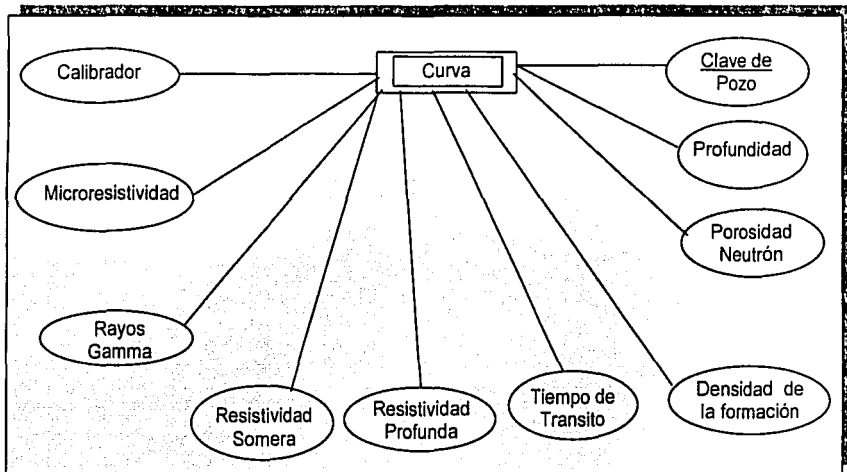 Calibrador
Curva
Clave de
Pozo
Profundidad
Microresistividad
Porosidad
Neutrón
Rayos
Gamma
Resistividad
Somera
Resistividad
Profunda
Tiempo de
Transito
Densidad de
la formación